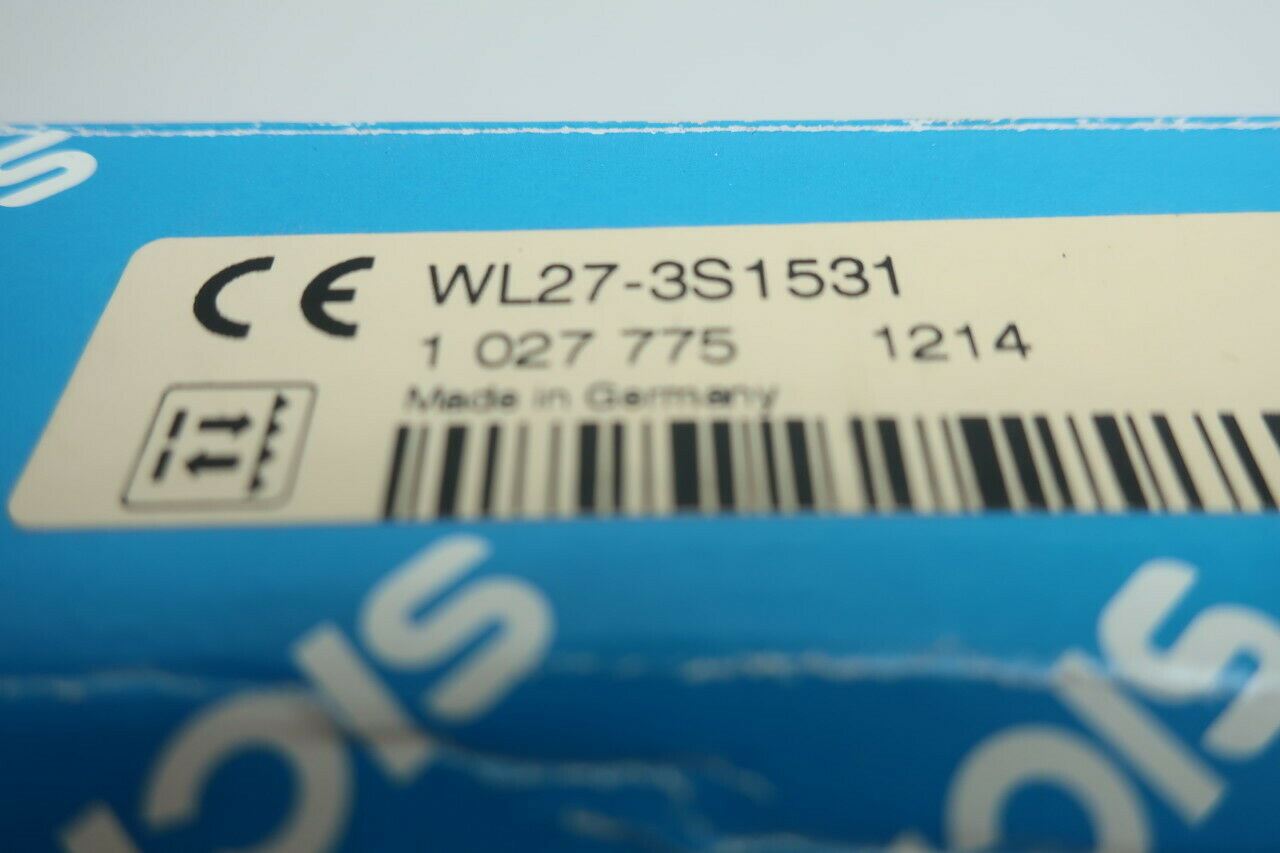 CE WL27-3S1531
1 027 775 1214
Made in Germany